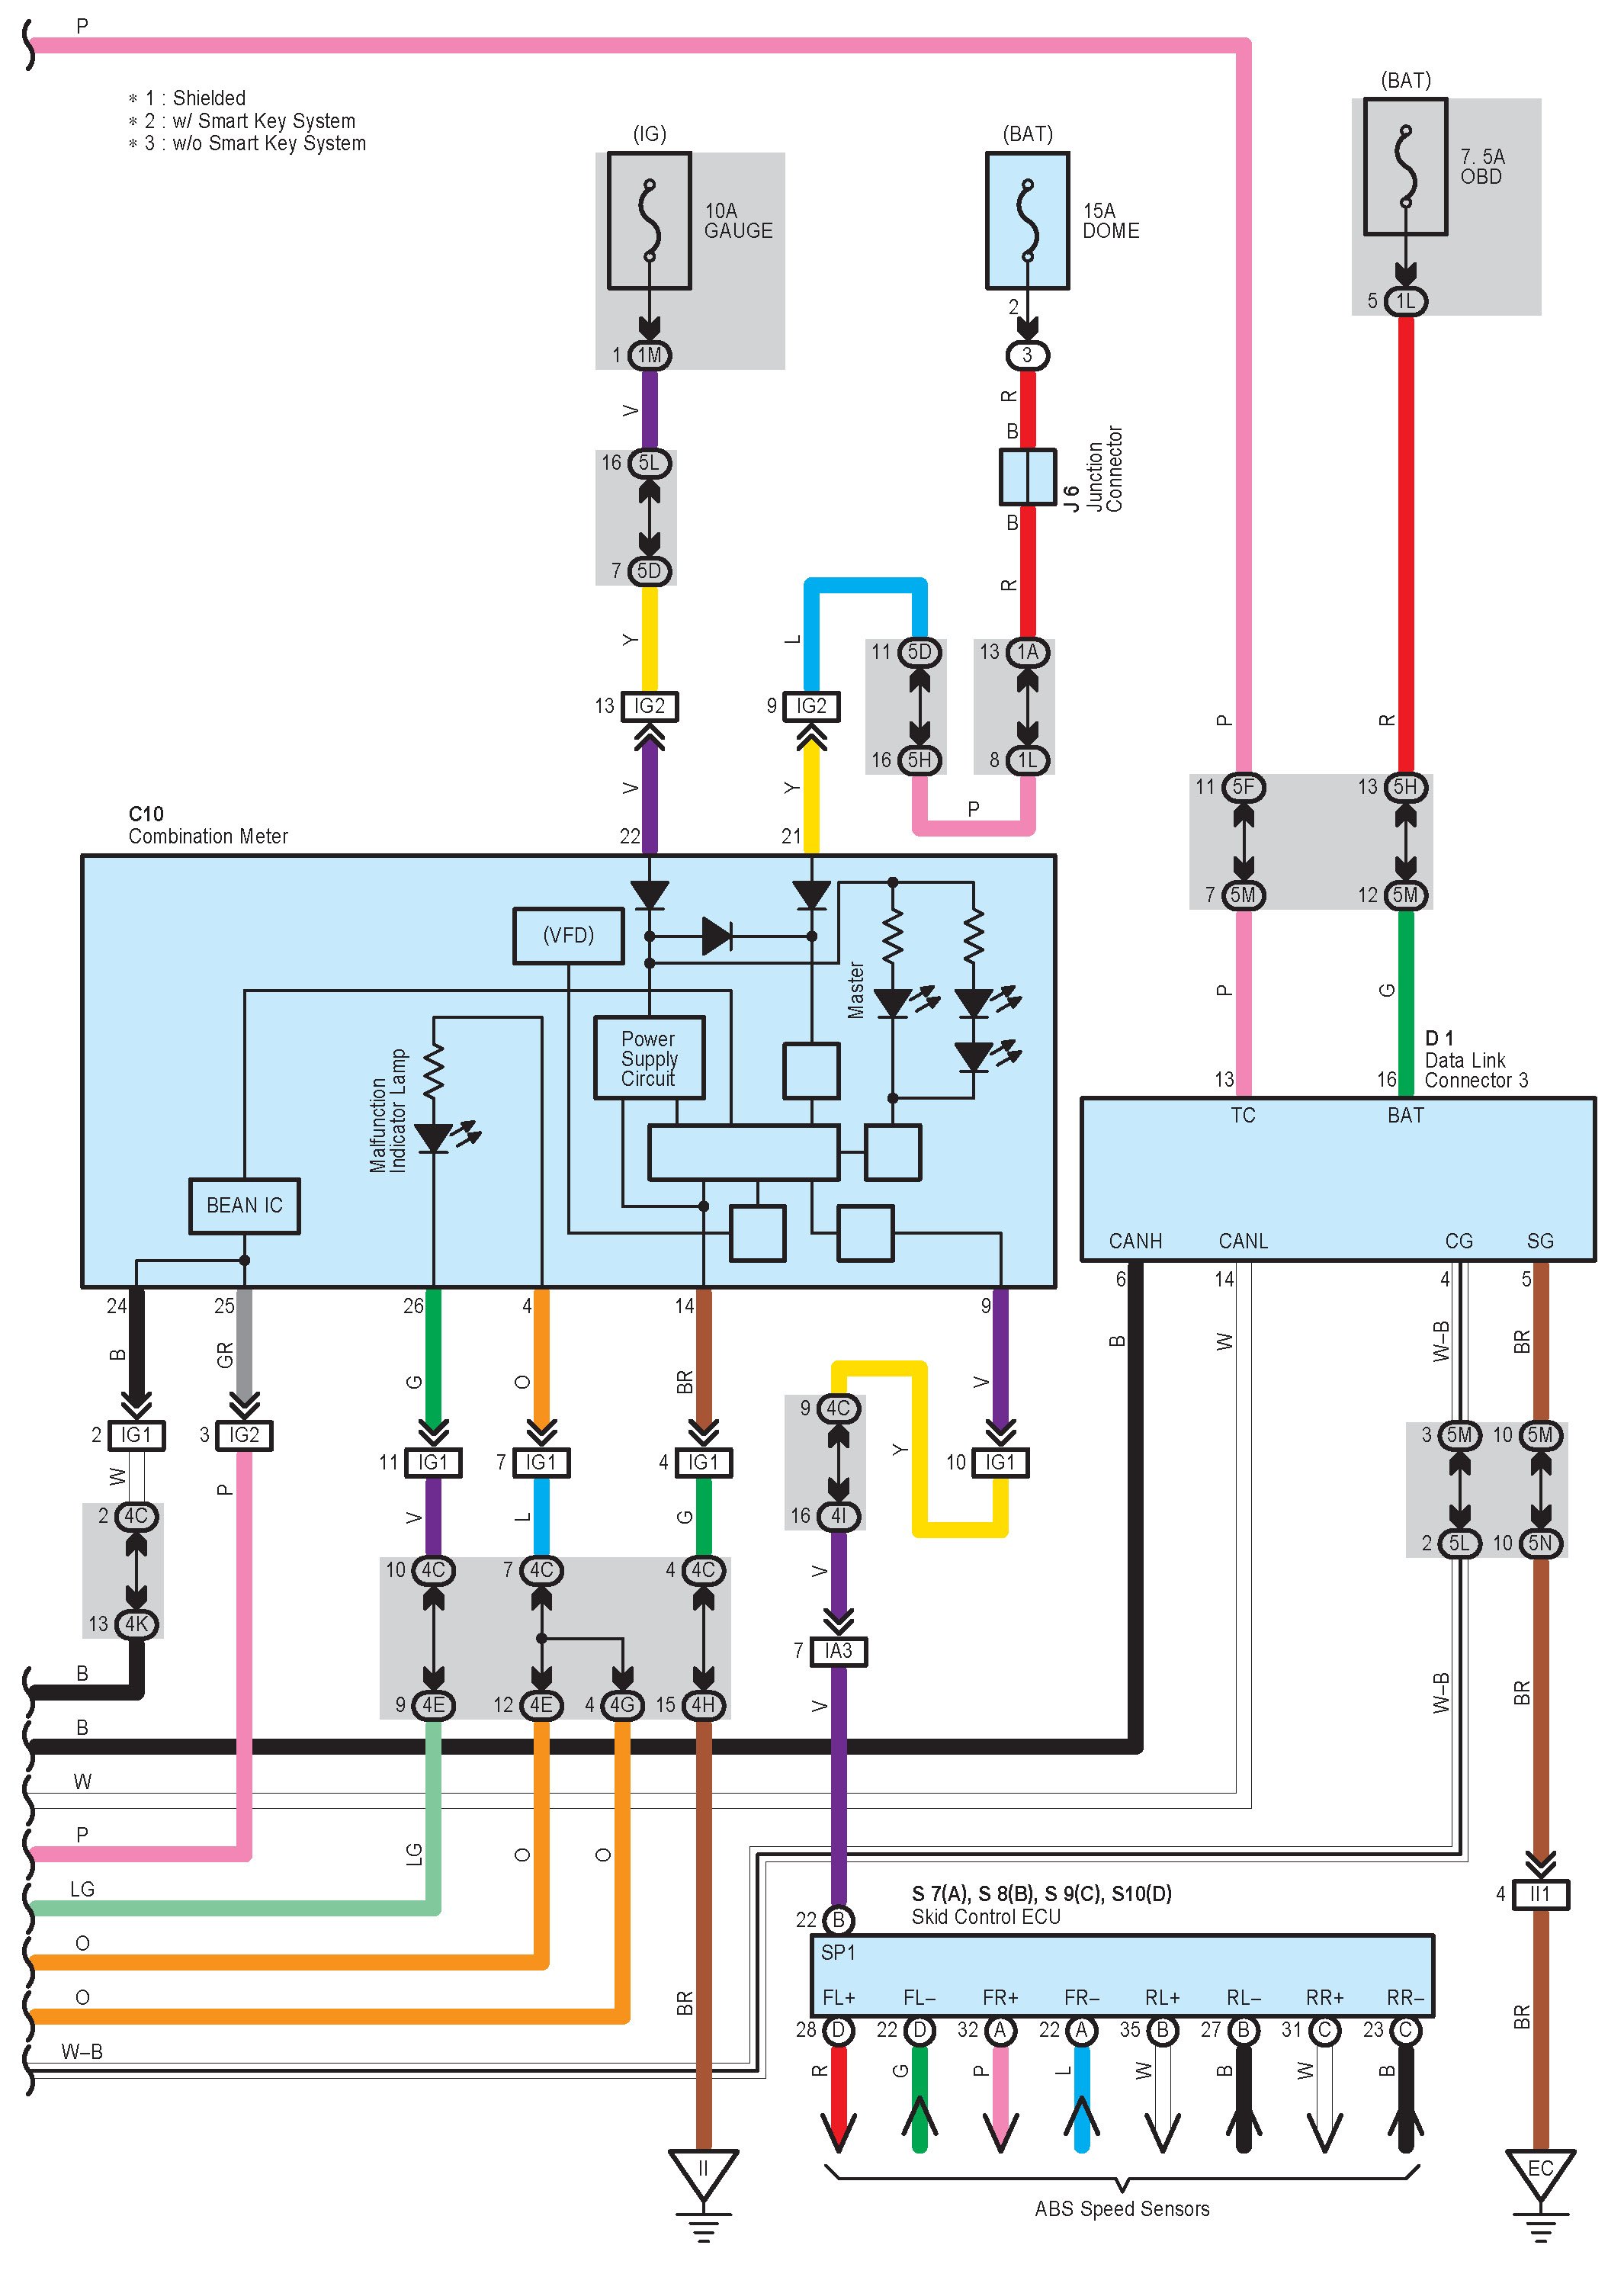 P
∗ 1 : Shielded
∗ 2 : w/ Smart Key System
∗ 3 : w/o Smart Key System
(IG)
(BAT)
(BAT)
10A
GAUGE
15A
DOME
7. 5A
OBD
1 1M
2
3
5 1L
V
R
B
J 6
Junction
Connector
B
R
16 5L
7 5D
Y
L
11 5D
13 1A
13 IG2
9 IG2
16 5H
8 1L
P
P
R
V
Y
22
21
11 5F
13 5H
7 5M
12 5M
C10
Combination Meter
(VFD)
Master
Power
Supply
Circuit
Malfunction
Indicator Lamp
BEAN IC
P
G
D 1
Data Link
Connector 3
13
16
TC
BAT
CANH
CANL
CG
SG
24
25
26
4
14
9
6
14
4
5
B
GR
G
O
BR
V
B
W
W–B
BR
2 IG1
3 IG2
11 IG1
7 IG1
4 IG1
9 4C
Y
10 IG1
3 5M
10 5M
W
P
V
L
G
2 4C
16 4I
2 5L
10 5N
13 4K
10 4C
7 4C
4 4C
V
7 IA3
9 4E
12 4E
4 4G
15 4H
V
W–B
BR
B
B
W
P
LG
O
O
W–B
LG
O
O
BR
4 II1
BR
S 7(A), S 8(B), S 9(C), S10(D)
Skid Control ECU
22 B
SP1
FL+
FL–
FR+
FR–
RL+
RL–
RR+
RR–
28 D
22 D
32 A
22 A
35 B
27 B
31 C
23 C
R
G
P
L
W
B
W
B
II
EC
ABS Speed Sensors